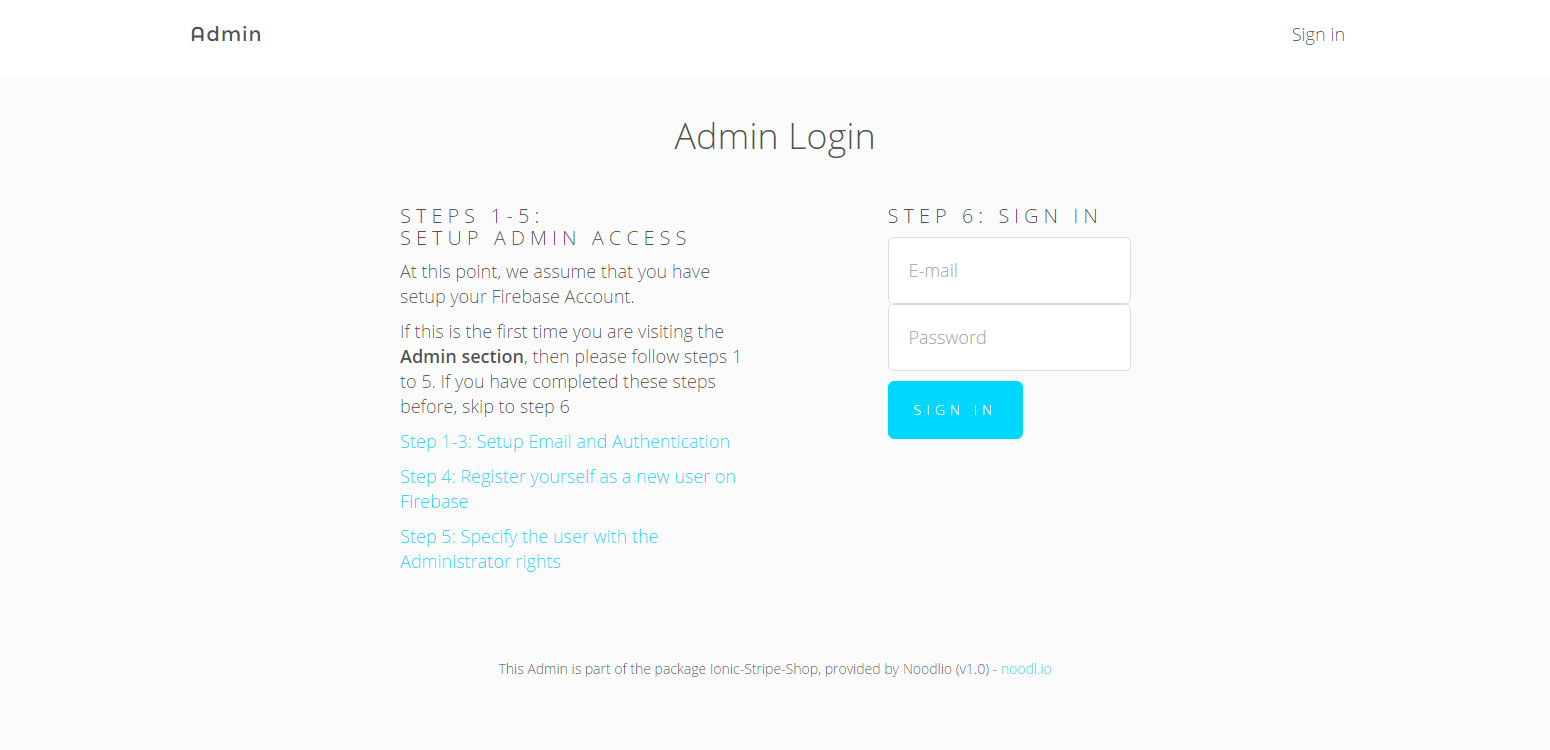 Admin
Sign in
Admin Login
STEPS 1-5:
SETUP ADMIN ACCESS
At this point, we assume that you have
setup your Firebase Account.
If this is the first time you are visiting the
Admin section, then please follow steps 1
to 5. If you have completed these steps
before, skip to step 6
Step 1-3: Setup Email and Authentication
Step 4: Register yourself as a new user on
Firebase
Step 5: Specify the user with the
Administrator rights
STEP 6: SIGN IN
E-mail
Password
SIGN IN
This Admin is part of the package Ionic-Stripe-Shop, provided by Noodlio (v1.0) - noodl.io